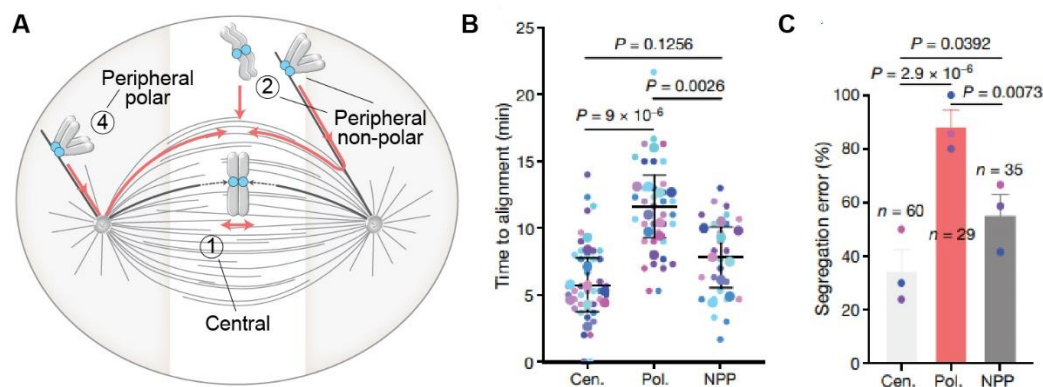 A
Peripheral
polar
4
2
Peripheral
non-polar
1
Central
B
Time to alignment (min)
25
20
15
10
5
0
P = 0.1256
P = 0.0026
P = 9 × 10⁻⁶
Cen.
Pol.
NPP
C
Segregation error (%)
P = 0.0392
P = 2.9 × 10⁻⁶
P = 0.0073
100
80
60
40
20
0
n = 60
n = 29
n = 35
Cen.
Pol.
NPP